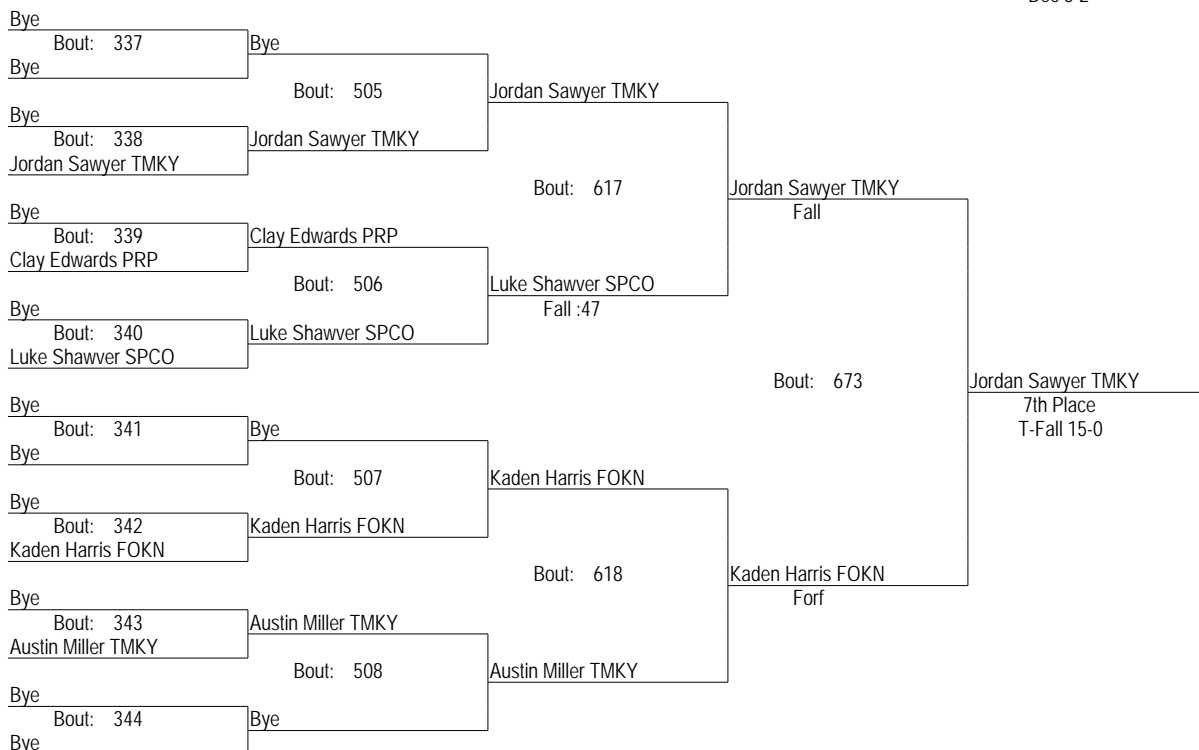 Bye
Bout: 337
Bye
Bye
Bout: 505
Jordan Sawyer TMKY
Bye
Bout: 338
Jordan Sawyer TMKY
Jordan Sawyer TMKY
Bout: 617
Jordan Sawyer TMKY
Fall
Bye
Bout: 339
Clay Edwards PRP
Clay Edwards PRP
Bout: 506
Luke Shawver SPCO
Fall :47
Bye
Bout: 340
Luke Shawver SPCO
Luke Shawver SPCO
Bout: 673
Jordan Sawyer TMKY
7th Place
T-Fall 15-0
Bye
Bout: 341
Bye
Bye
Bout: 507
Kaden Harris FOKN
Bye
Bout: 342
Kaden Harris FOKN
Kaden Harris FOKN
Bout: 618
Kaden Harris FOKN
Forf
Bye
Bout: 343
Austin Miller TMKY
Austin Miller TMKY
Bout: 508
Austin Miller TMKY
Bye
Bout: 344
Bye
Bye